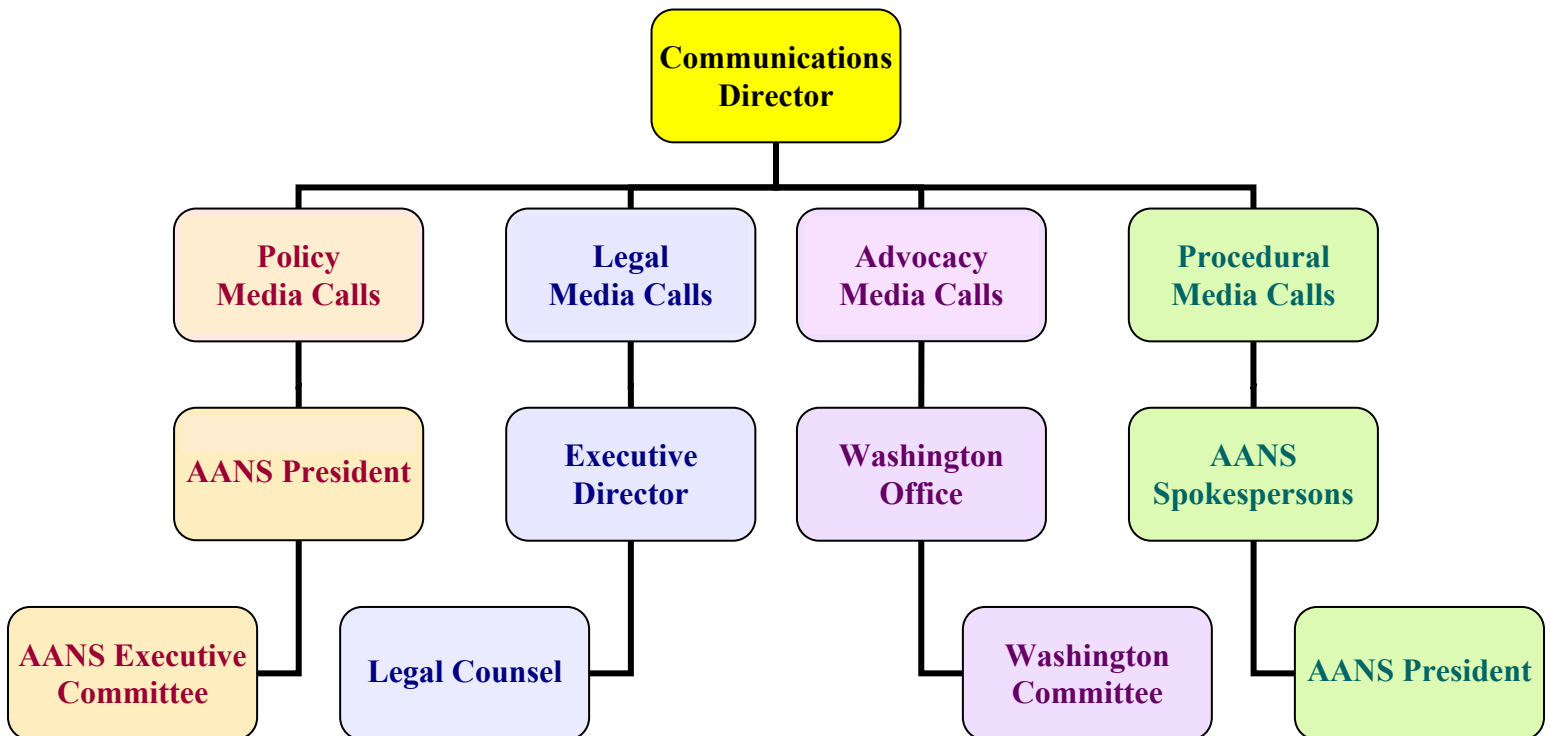 Communications
Director
Policy
Media Calls
Legal
Media Calls
Advocacy
Media Calls
Procedural
Media Calls
AANS President
Executive
Director
Washington
Office
AANS
Spokespersons
AANS Executive
Committee
Legal Counsel
Washington
Committee
AANS President